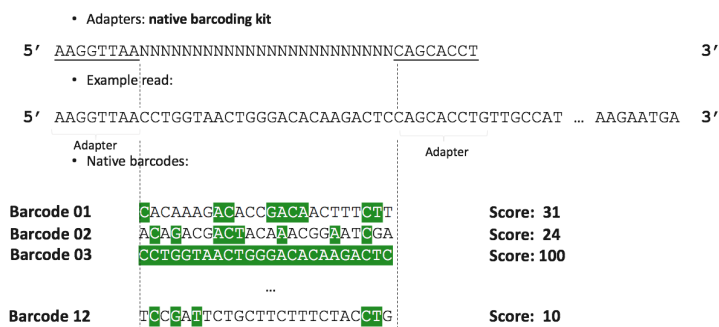 • Adapters: native barcoding kit
5′ AAGGTTAANNNNNNNNNNNNNNNNNNNNNNNNCAGCACCT 3′
• Example read:
5′ AAGGTTAACCTGGTAACTGGGACACAAGACTCCAGCACCTGTTGCCAT ... AAGAATGA 3′
Adapter Adapter
• Native barcodes:
Barcode 01 CACAAAGACACCGACAACTTTCTT Score: 31
Barcode 02 ACAGACGACTACAAACGGAATCGA Score: 24
Barcode 03 CCTGGTAACTGGGACACAAGACTC Score: 100
...
Barcode 12 TCCGATTCTGCTTCTTTCTACCTG Score: 10